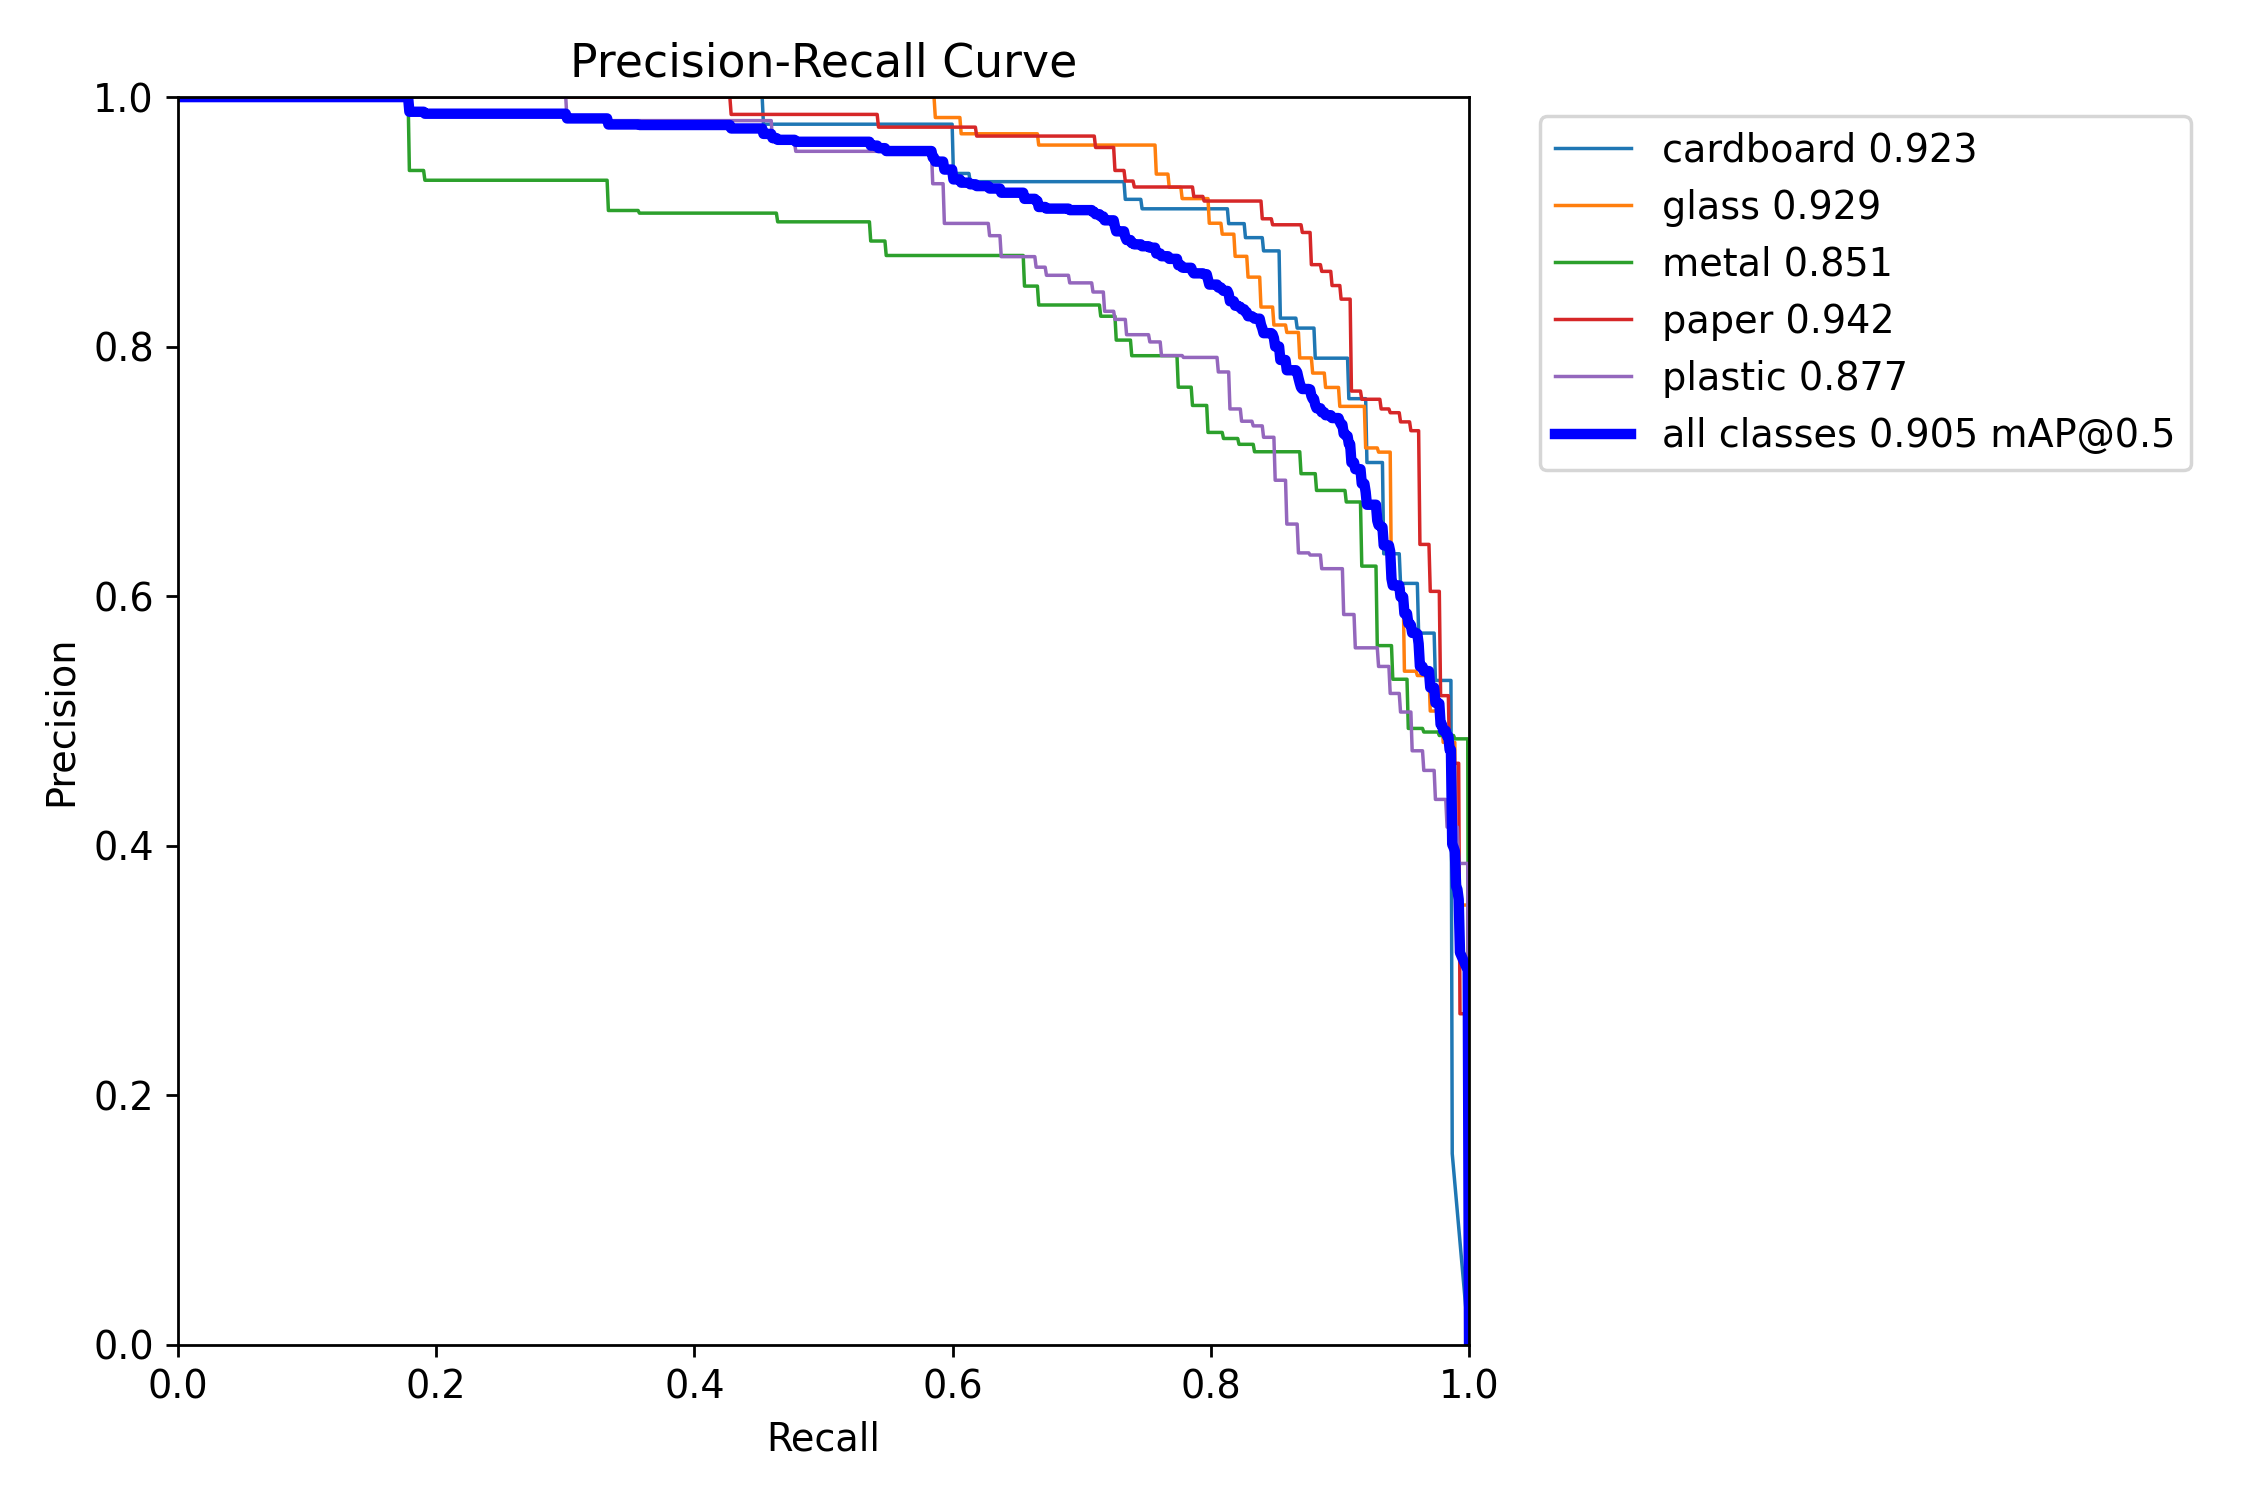 Precision-Recall Curve
1.0
0.8
0.6
0.4
0.2
0.0
Precision
0.0 0.2 0.4 0.6 0.8 1.0
Recall
cardboard 0.923
glass 0.929
metal 0.851
paper 0.942
plastic 0.877
all classes 0.905 mAP@0.5